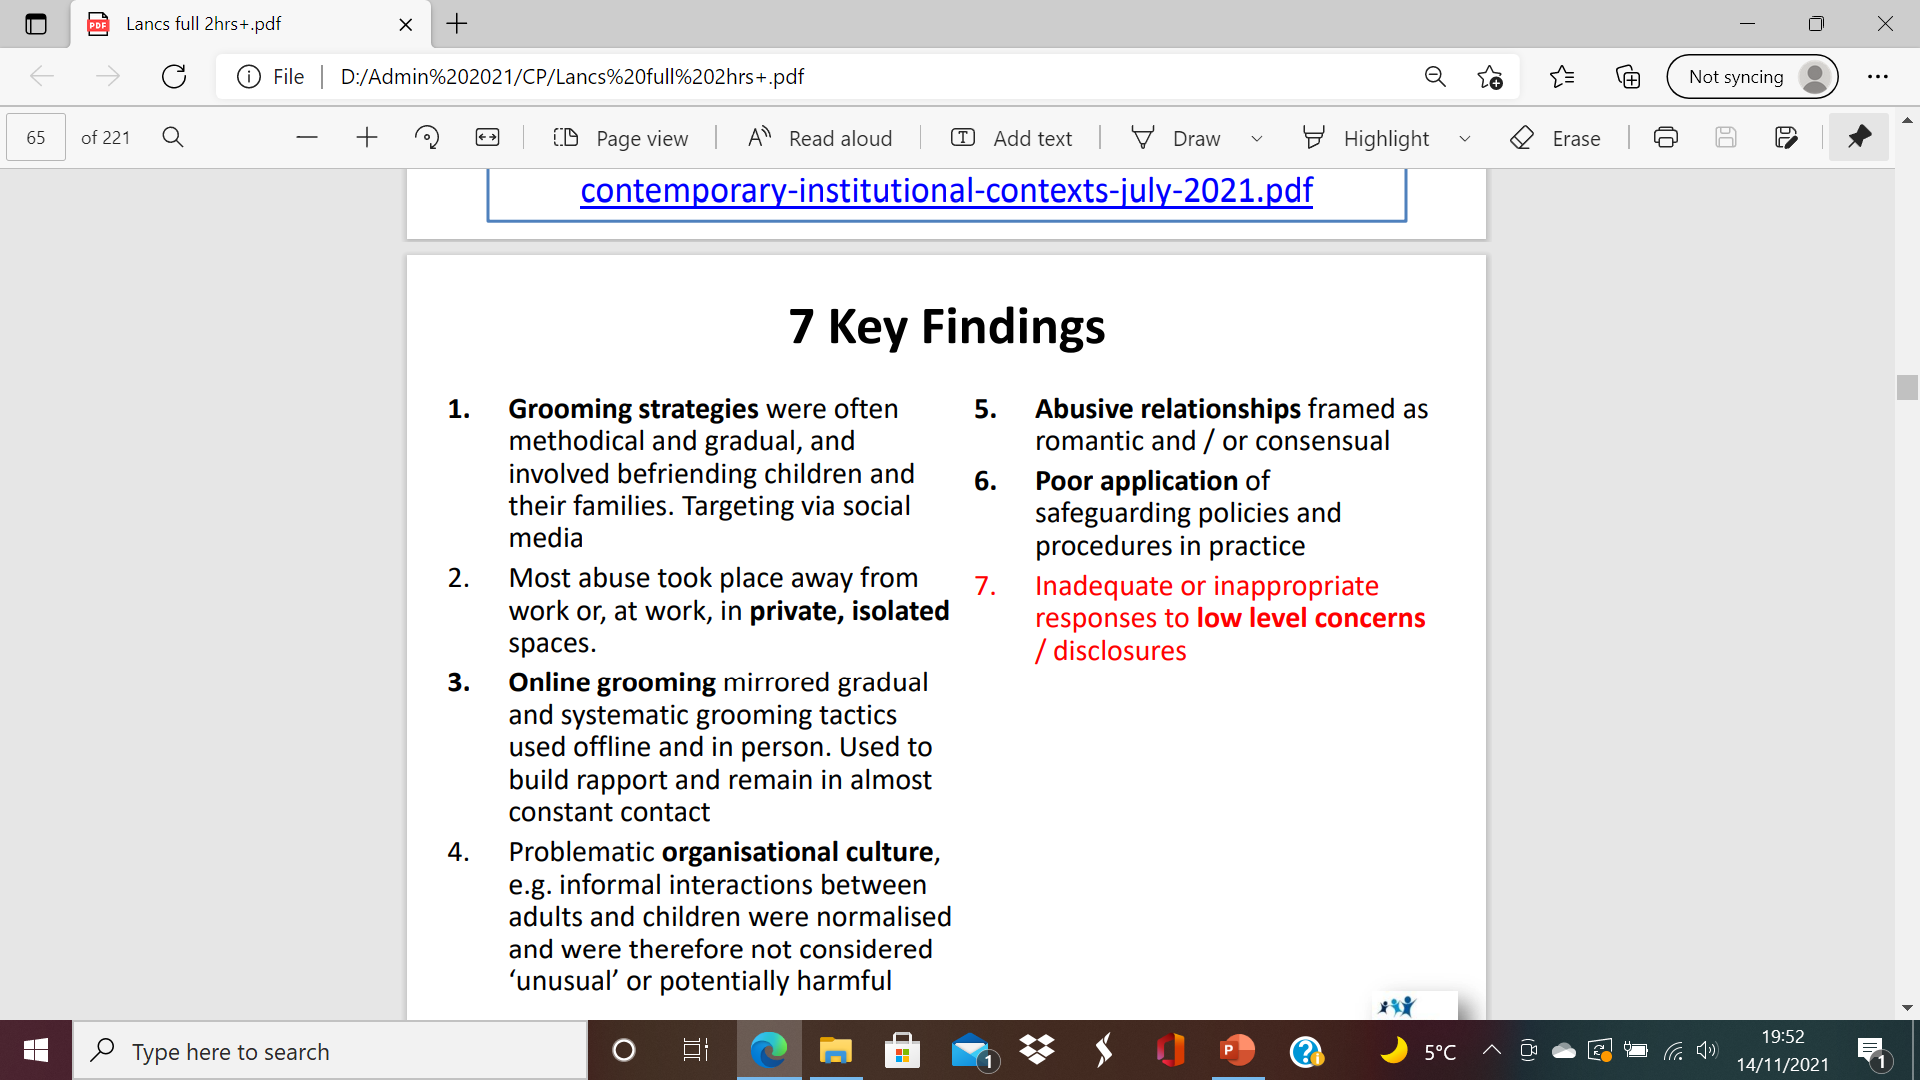 Lancs full 2hrs+.pdf
File
D:/Admin%202021/CP/Lancs%20full%202hrs+.pdf
Not syncing
65 of 221
Page view
Read aloud
Add text
Draw
Highlight
Erase
contemporary-institutional-contexts-july-2021.pdf
7 Key Findings
1. Grooming strategies were often
methodical and gradual, and
involved befriending children and
their families. Targeting via social
media
2. Most abuse took place away from
work or, at work, in private, isolated
spaces.
3. Online grooming mirrored gradual
and systematic grooming tactics
used offline and in person. Used to
build rapport and remain in almost
constant contact
4. Problematic organisational culture,
e.g. informal interactions between
adults and children were normalised
and were therefore not considered
‘unusual’ or potentially harmful
5. Abusive relationships framed as
romantic and / or consensual
6. Poor application of
safeguarding policies and
procedures in practice
7. Inadequate or inappropriate
responses to low level concerns
/ disclosures
Type here to search
1
5°C
19:52
14/11/2021
1